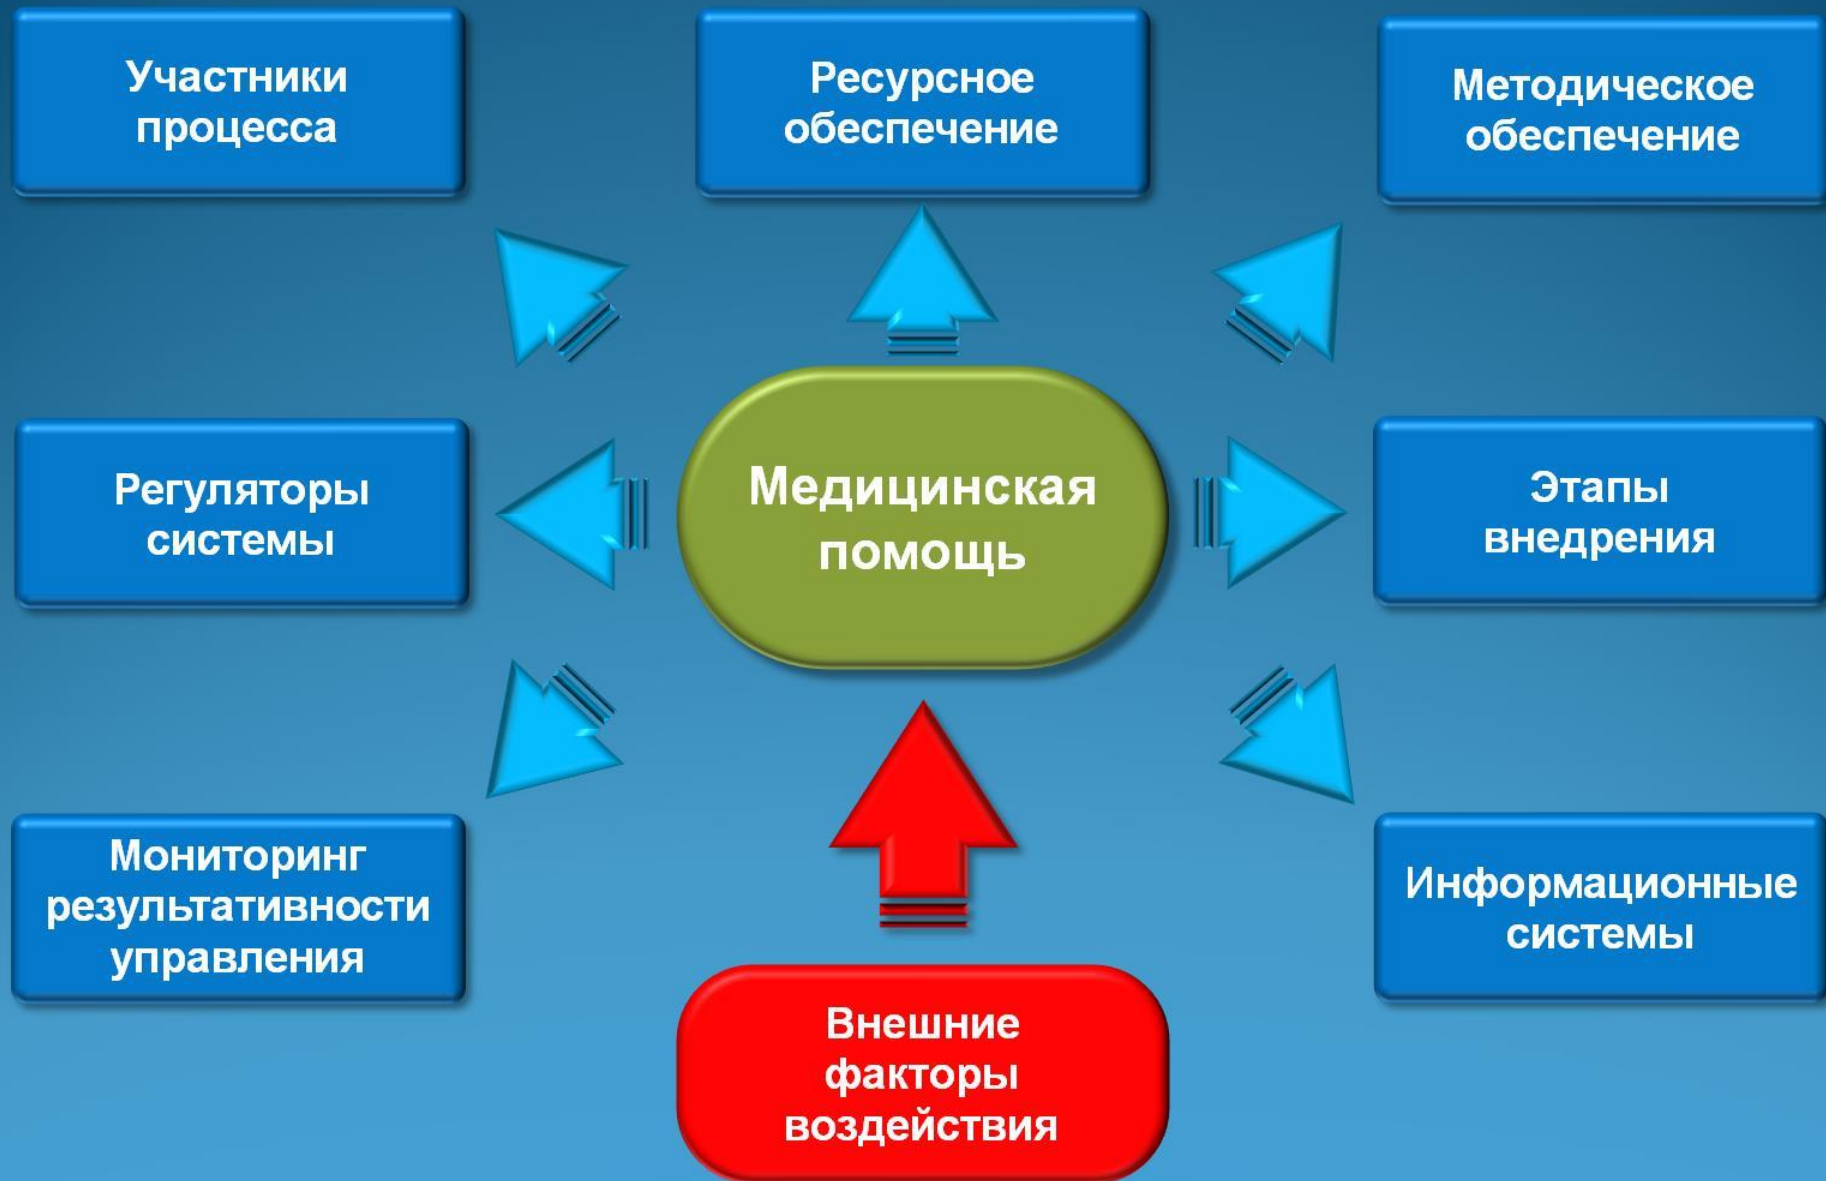 Участники
процесса
Ресурсное
обеспечение
Методическое
обеспечение
Регуляторы
системы
Медицинская
помощь
Этапы
внедрения
Мониторинг
результативности
управления
Информационные
системы
Внешние
факторы
воздействия